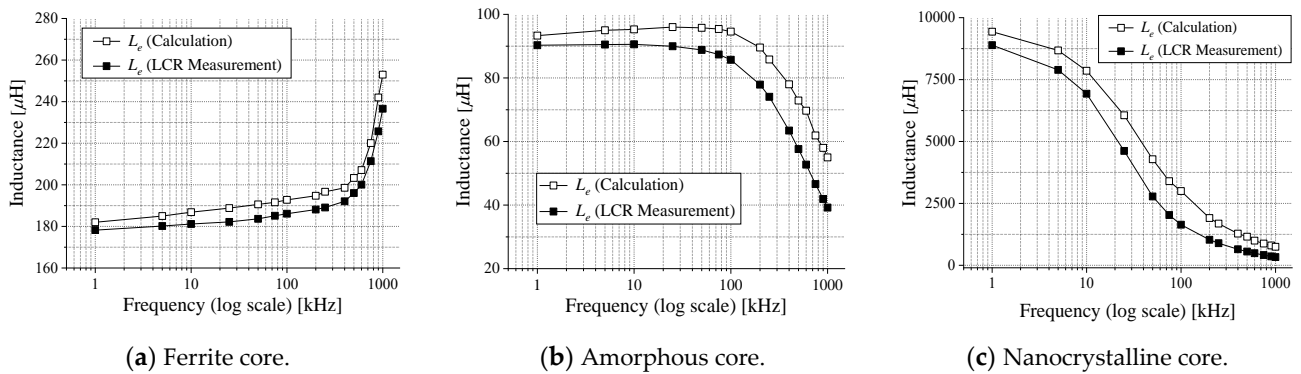 280
260
240
220
200
180
160
Inductance [μH]
Lₑ (Calculation)
Lₑ (LCR Measurement)
1 10 100 1000
Frequency (log scale) [kHz]
(a) Ferrite core.
100
80
60
40
20
Inductance [μH]
Lₑ (Calculation)
Lₑ (LCR Measurement)
1 10 100 1000
Frequency (log scale) [kHz]
(b) Amorphous core.
10000
7500
5000
2500
0
Inductance [μH]
Lₑ (Calculation)
Lₑ (LCR Measurement)
1 10 100 1000
Frequency (log scale) [kHz]
(c) Nanocrystalline core.